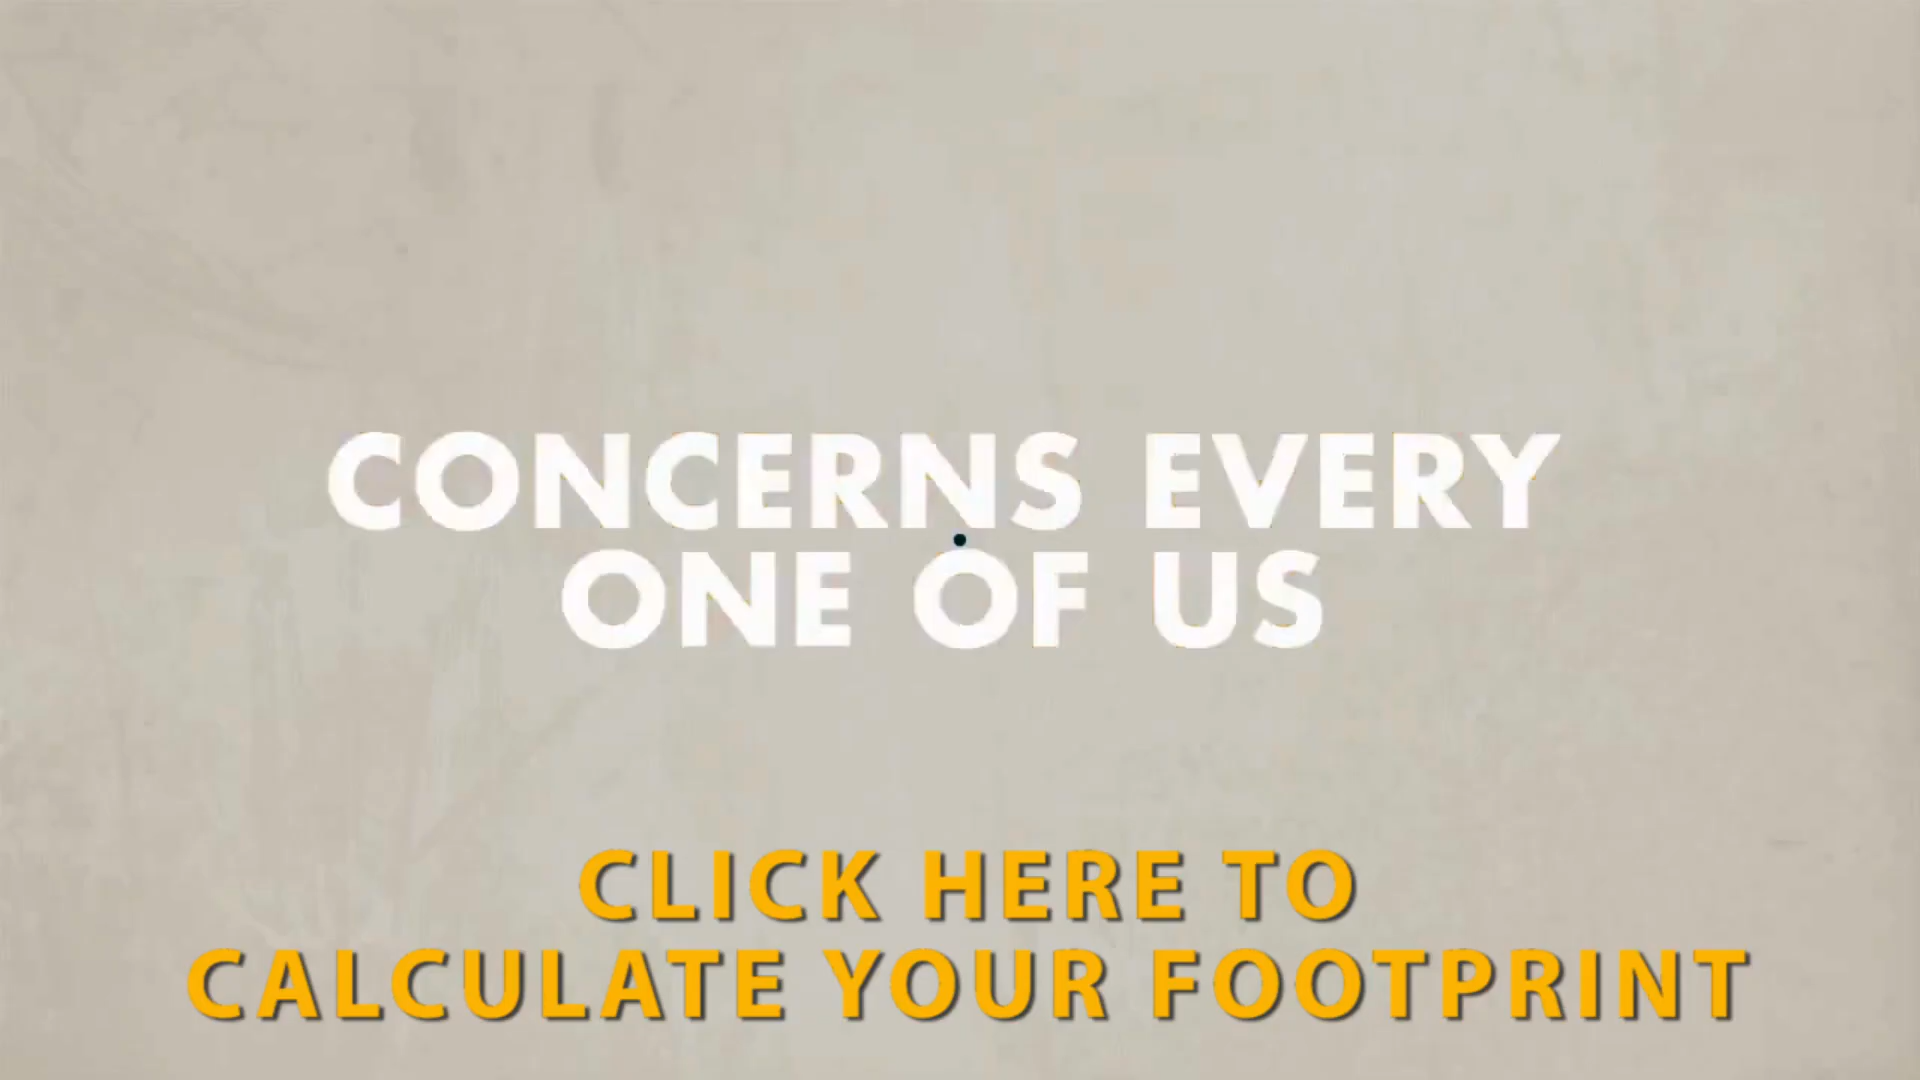 CONCERNS EVERY
ONE OF US
CLICK HERE TO
CALCULATE YOUR FOOTPRINT